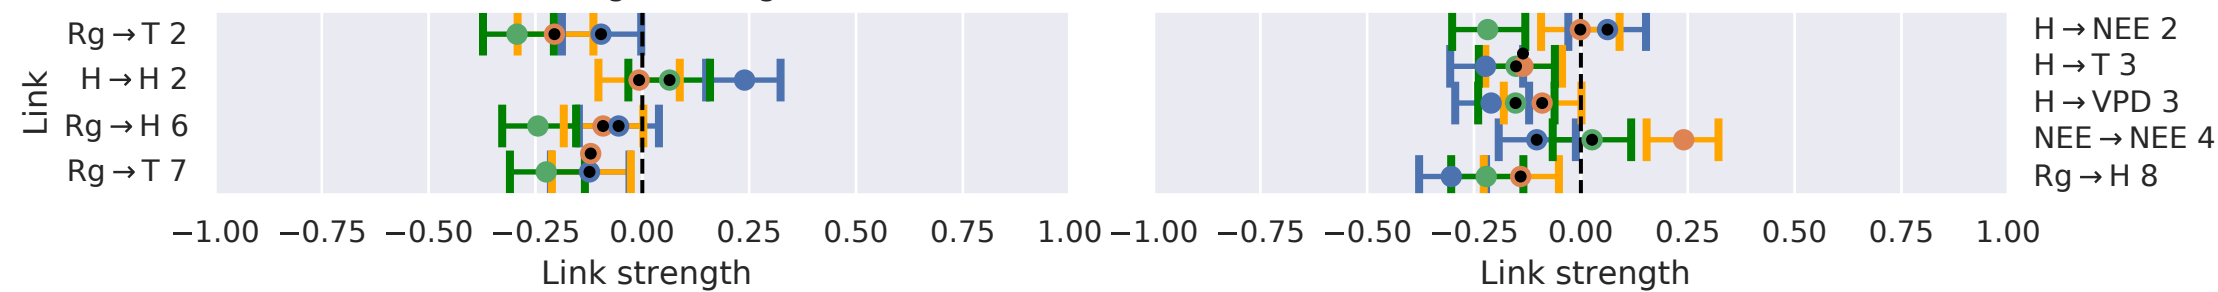 Link
Rg→T 2
H→H 2
Rg→H 6
Rg→T 7
H→NEE 2
H→T 3
H→VPD 3
NEE→NEE 4
Rg→H 8
−1.00 −0.75 −0.50 −0.25 0.00 0.25 0.50 0.75 1.00
−1.00 −0.75 −0.50 −0.25 0.00 0.25 0.50 0.75 1.00
Link strength
Link strength